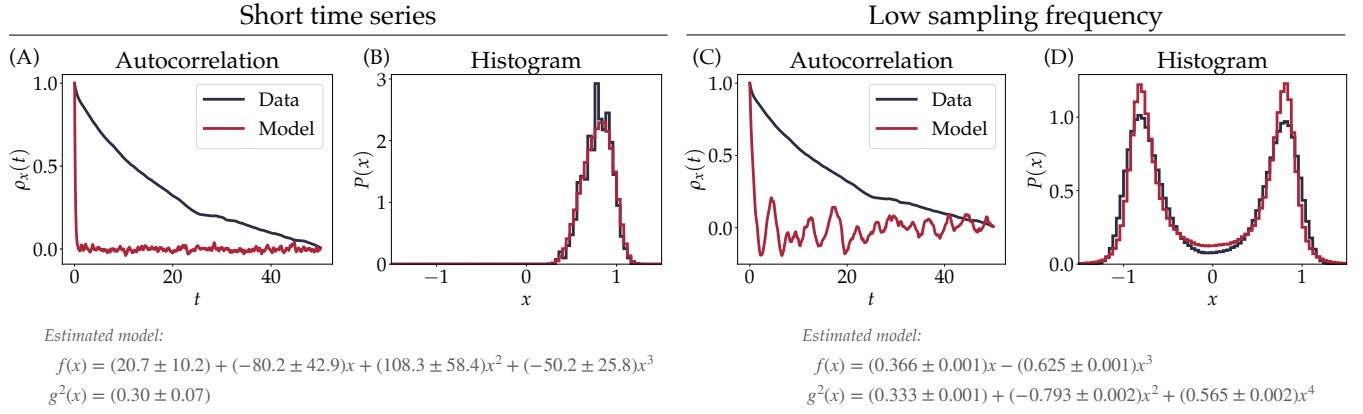 Short time series
Low sampling frequency
(A)
Autocorrelation
1.0
0.5
0.0
ρₓ(t)
Data
Model
0
20
40
t
(B)
Histogram
3
2
1
0
P(x)
−1
0
1
x
(C)
Autocorrelation
1.0
0.5
0.0
ρₓ(t)
Data
Model
0
20
40
t
(D)
Histogram
1.0
0.5
0.0
P(x)
−1
0
1
x
Estimated model:
f(x) = (20.7 ± 10.2) + (−80.2 ± 42.9)x + (108.3 ± 58.4)x² + (−50.2 ± 25.8)x³
g²(x) = (0.30 ± 0.07)
Estimated model:
f(x) = (0.366 ± 0.001)x − (0.625 ± 0.001)x³
g²(x) = (0.333 ± 0.001) + (−0.793 ± 0.002)x² + (0.565 ± 0.002)x⁴